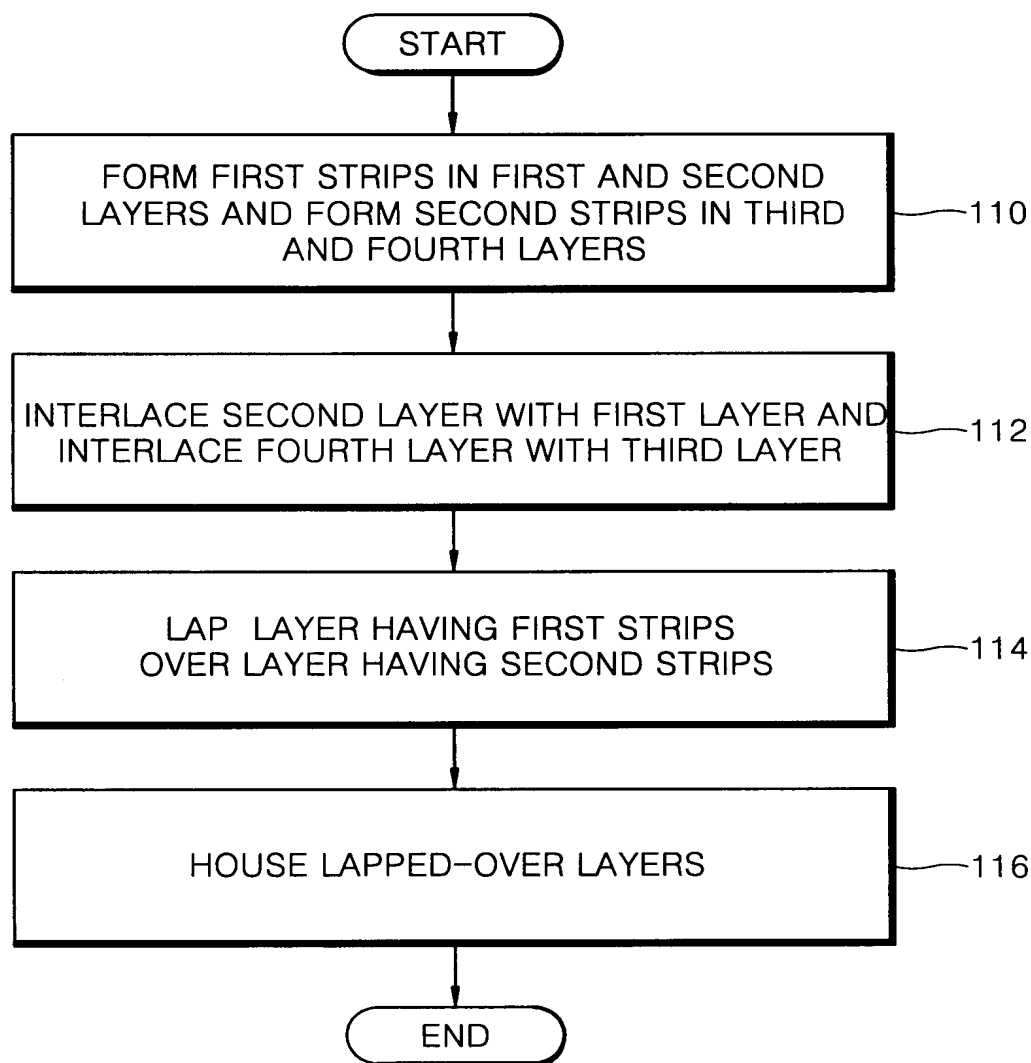 START
FORM FIRST STRIPS IN FIRST AND SECOND
LAYERS AND FORM SECOND STRIPS IN THIRD
AND FOURTH LAYERS
110
INTERLACE SECOND LAYER WITH FIRST LAYER AND
INTERLACE FOURTH LAYER WITH THIRD LAYER
112
LAP LAYER HAVING FIRST STRIPS
OVER LAYER HAVING SECOND STRIPS
114
HOUSE LAPPED-OVER LAYERS
116
END